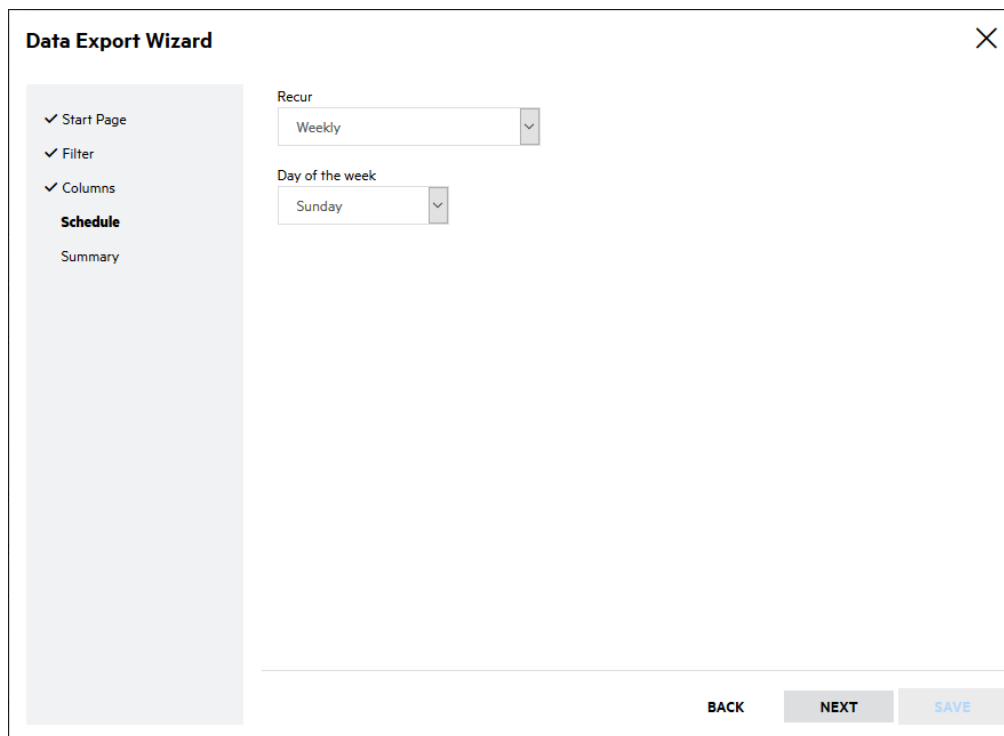 Data Export Wizard
Start Page
Filter
Columns
Schedule
Summary
Recur
Weekly
Day of the week
Sunday
BACK
NEXT
SAVE